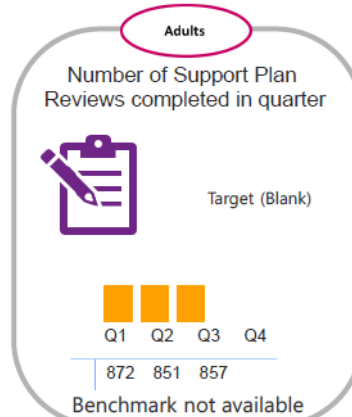 Adults
Number of Support Plan
Reviews completed in quarter
Target (Blank)
Q1 Q2 Q3 Q4
872 851 857
Benchmark not available